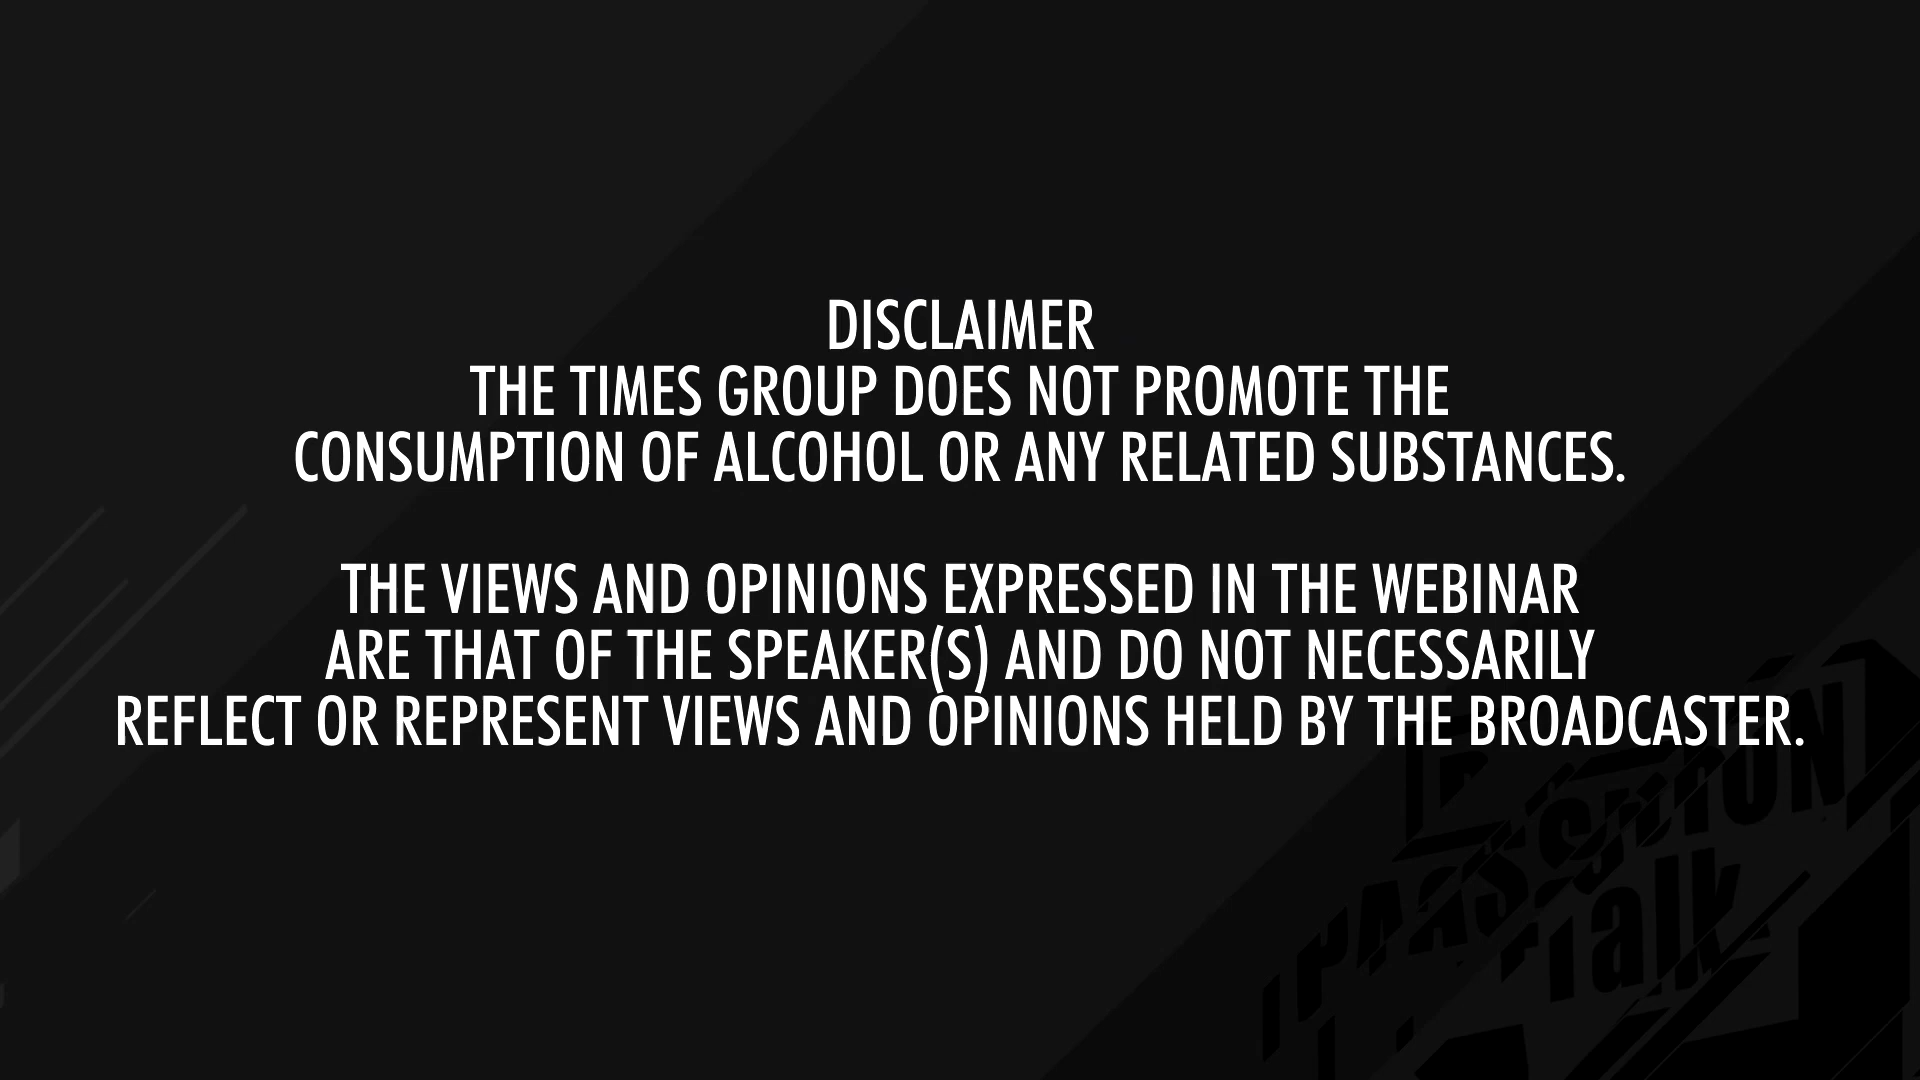 DISCLAIMER
THE TIMES GROUP DOES NOT PROMOTE THE
CONSUMPTION OF ALCOHOL OR ANY RELATED SUBSTANCES.
THE VIEWS AND OPINIONS EXPRESSED IN THE WEBINAR
ARE THAT OF THE SPEAKER(S) AND DO NOT NECESSARILY
REFLECT OR REPRESENT VIEWS AND OPINIONS HELD BY THE BROADCASTER.
PASSION
Talk